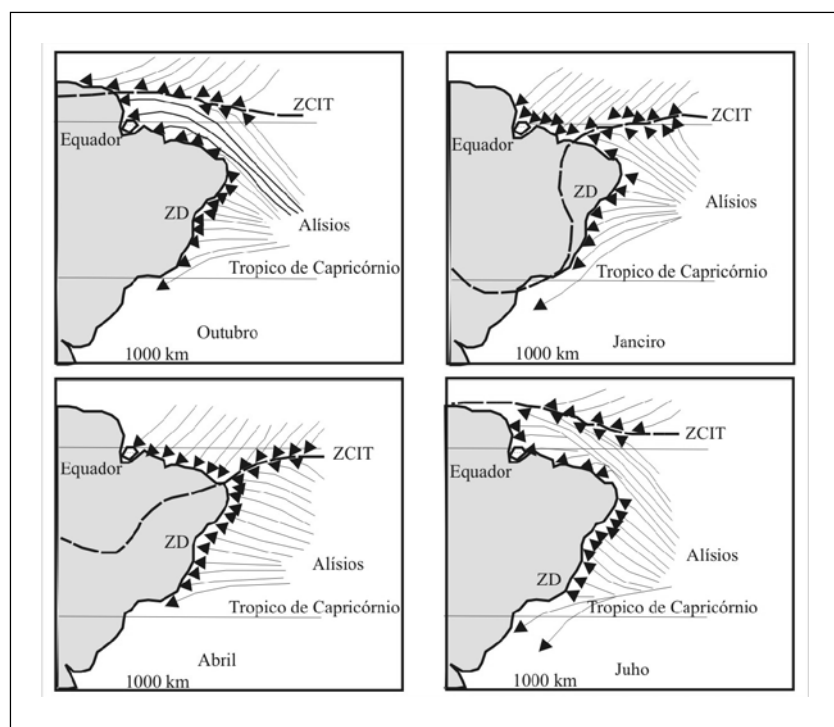 ZCIT
Equador
ZD
Alísios
Tropico de Capricórnio
Outubro
1000 km
ZCIT
Equador
ZD
Alísios
Tropico de Capricórnio
1000 km
Janciro
ZCIT
Equador
ZD
Alísios
Tropico de Capricórnio
Abril
1000 km
ZCIT
Equador
Alísios
ZD
Tropico de Capricórnio
1000 km
Juho